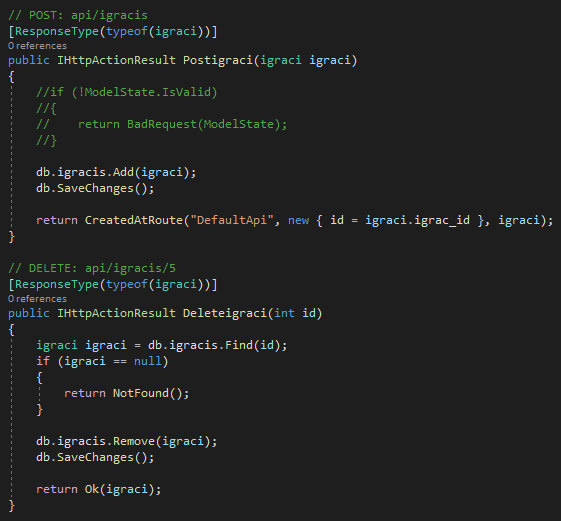 // POST: api/igracis
[ResponseType(typeof(igraci))]
0 references
public IHttpActionResult Postigraci(igraci igraci)
{
//if (!ModelState.IsValid)
//{
//    return BadRequest(ModelState);
//}
db.igracis.Add(igraci);
db.SaveChanges();
return CreatedAtRoute("DefaultApi", new { id = igraci.igrac_id }, igraci);
}
// DELETE: api/igracis/5
[ResponseType(typeof(igraci))]
0 references
public IHttpActionResult Deleteigraci(int id)
{
igraci igraci = db.igracis.Find(id);
if (igraci == null)
{
return NotFound();
}
db.igracis.Remove(igraci);
db.SaveChanges();
return Ok(igraci);
}